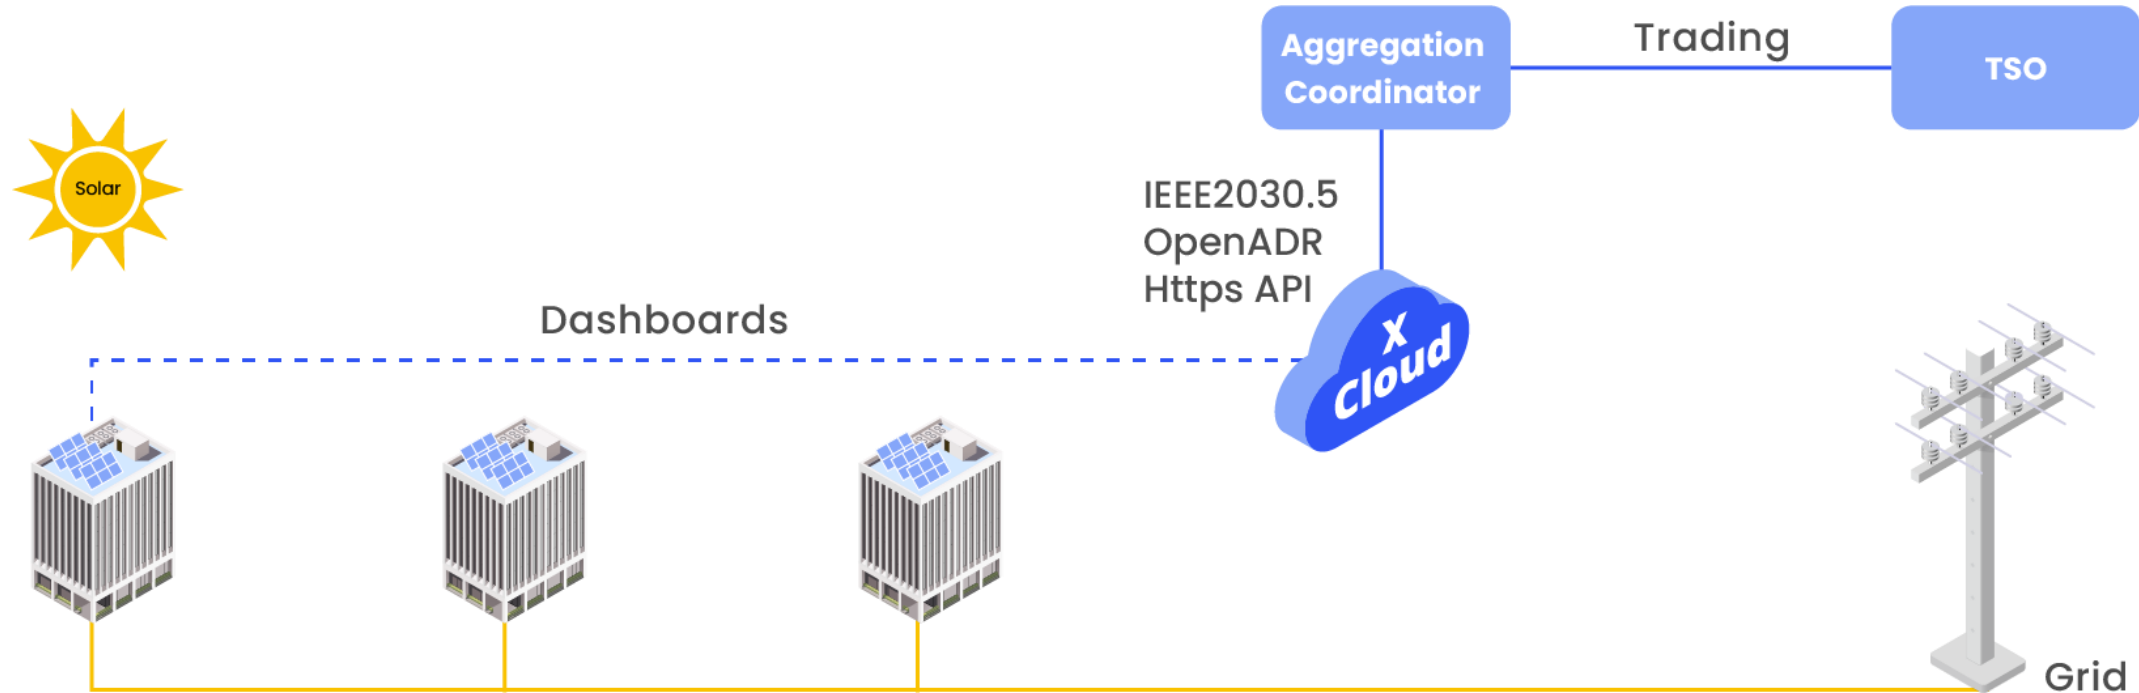 Aggregation
Coordinator
Trading
TSO
Solar
IEEE2030.5
OpenADR
Https API
Dashboards
X
Cloud
Grid